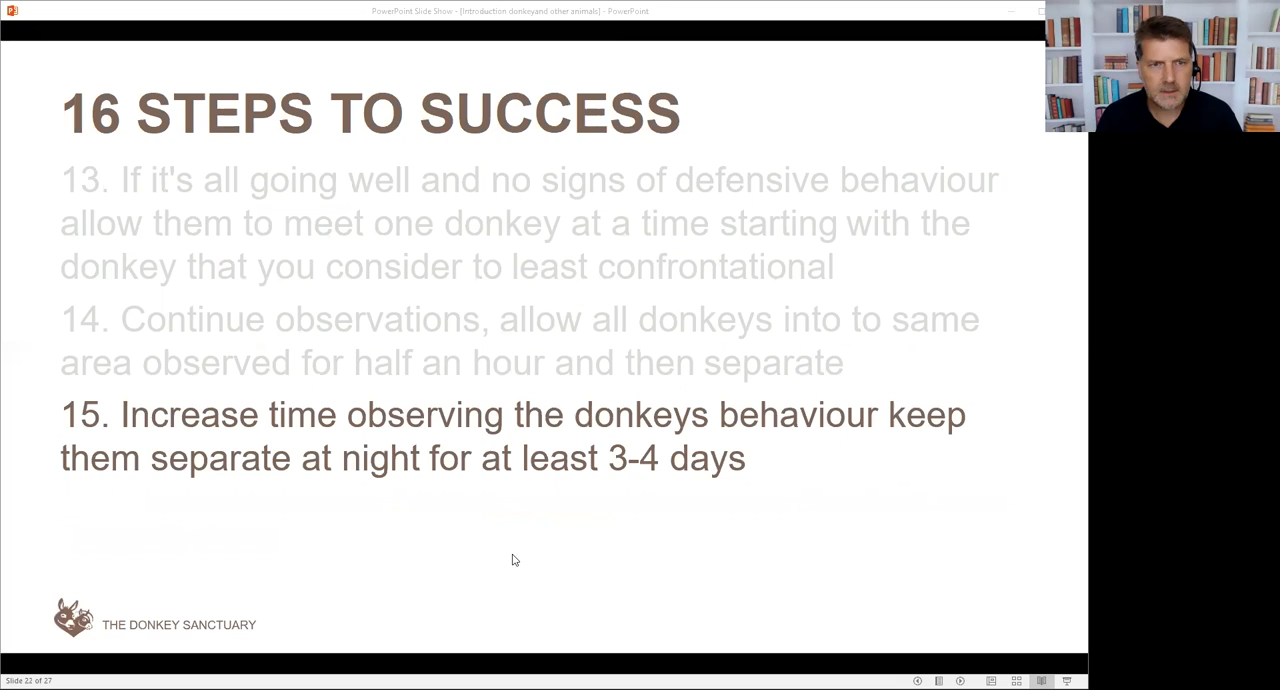 PowerPoint Slide Show - [Introduction donkeyand other animals] - PowerPoint
16 STEPS TO SUCCESS
13. If it's all going well and no signs of defensive behaviour
allow them to meet one donkey at a time starting with the
donkey that you consider to least confrontational
14. Continue observations, allow all donkeys into to same
area observed for half an hour and then separate
15. Increase time observing the donkeys behaviour keep
them separate at night for at least 3-4 days
THE DONKEY SANCTUARY
Slide 22 of 27